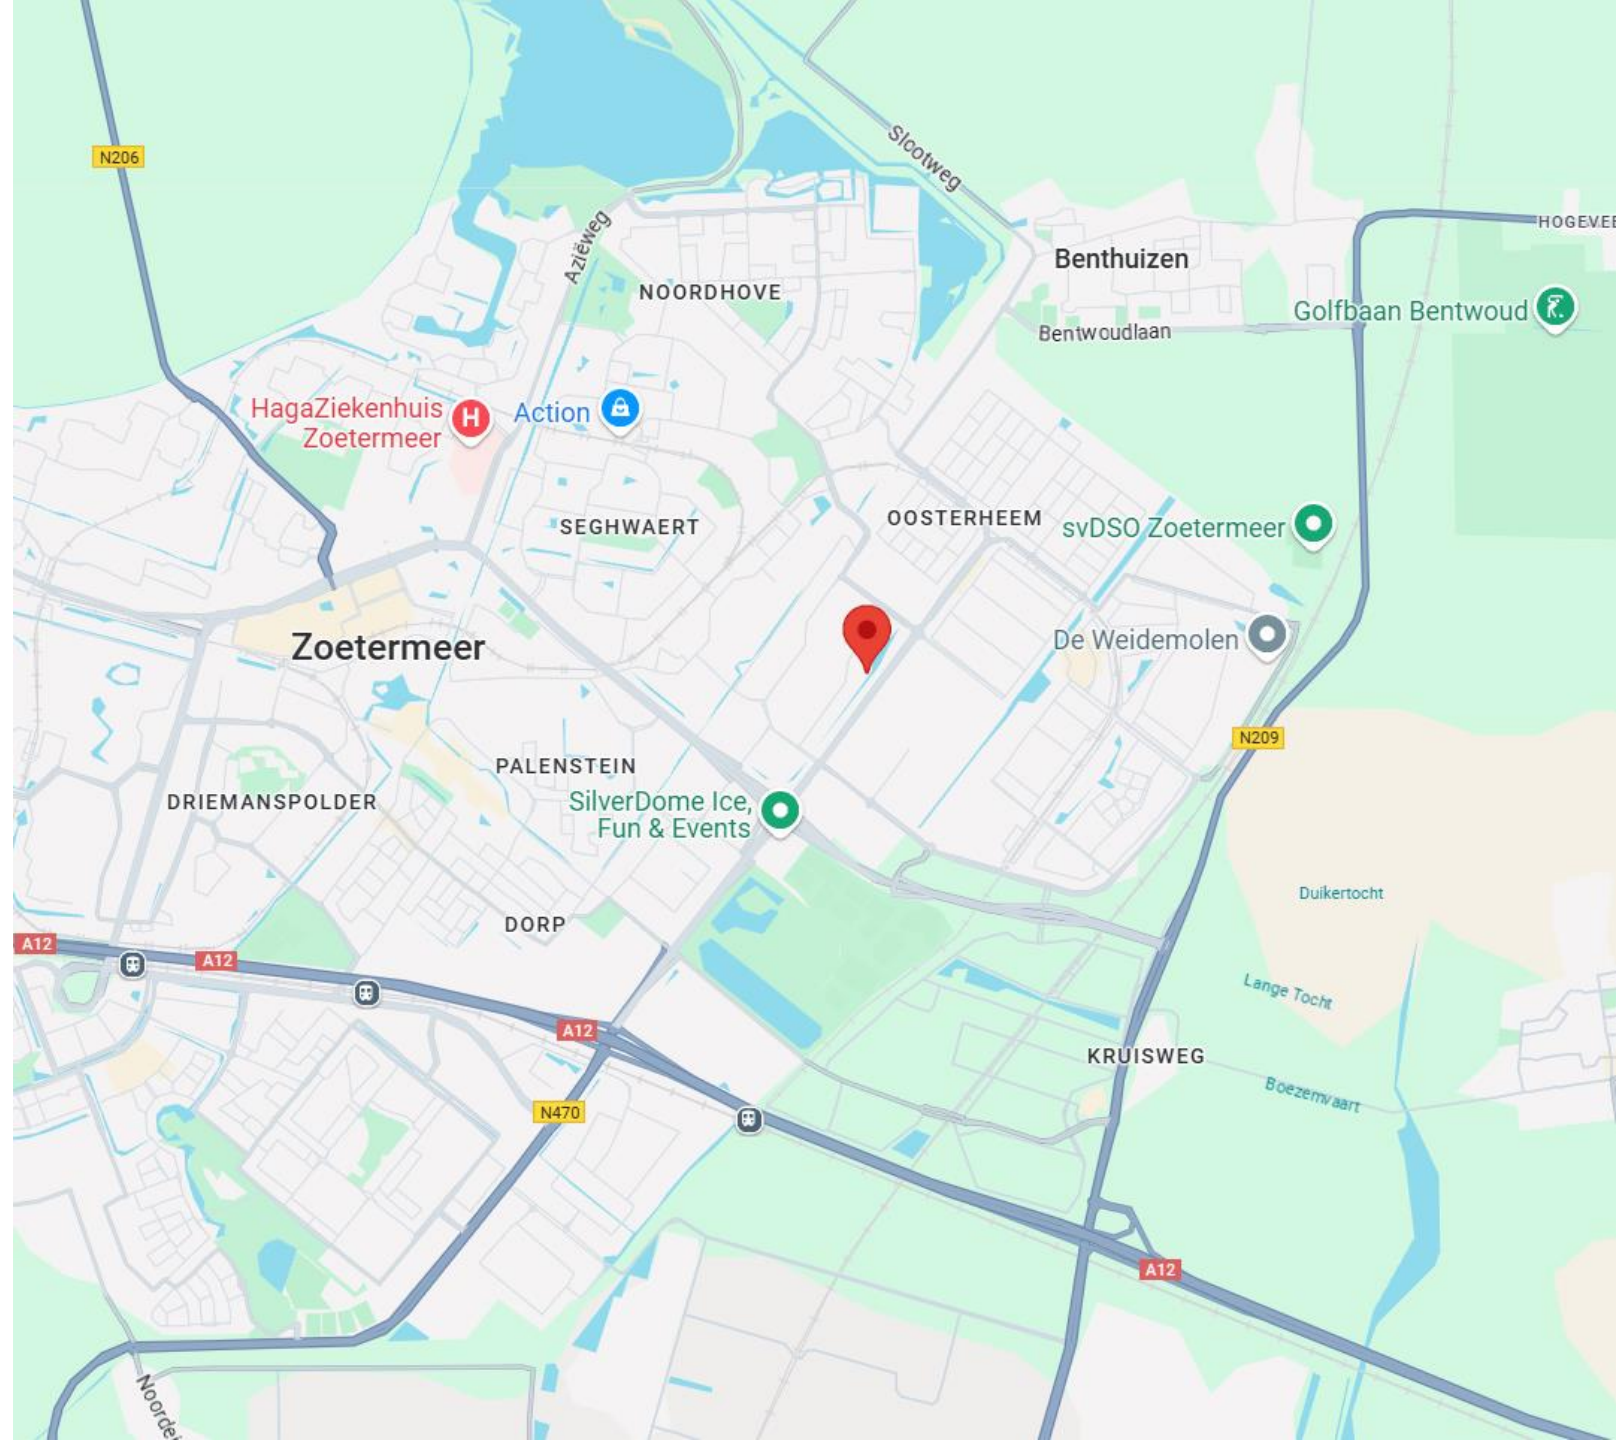 N206
Slootweg
Aziëweg
HOGEVEE
Benthuizen
NOORDHOVE
Golfbaan Bentwoud
Bentwoudlaan
HagaZiekenhuis
Zoetermeer
H
Action
SEGHWAERT
OOSTERHEEM
svDSO Zoetermeer
Zoetermeer
De Weidemolen
N209
PALENSTEIN
DRIEMANSPOLDER
SilverDome Ice,
Fun & Events
Duikertocht
DORP
A12
A12
Lange Tocht
A12
KRUISWEG
Boezemvaart
N470
A12
Noordei